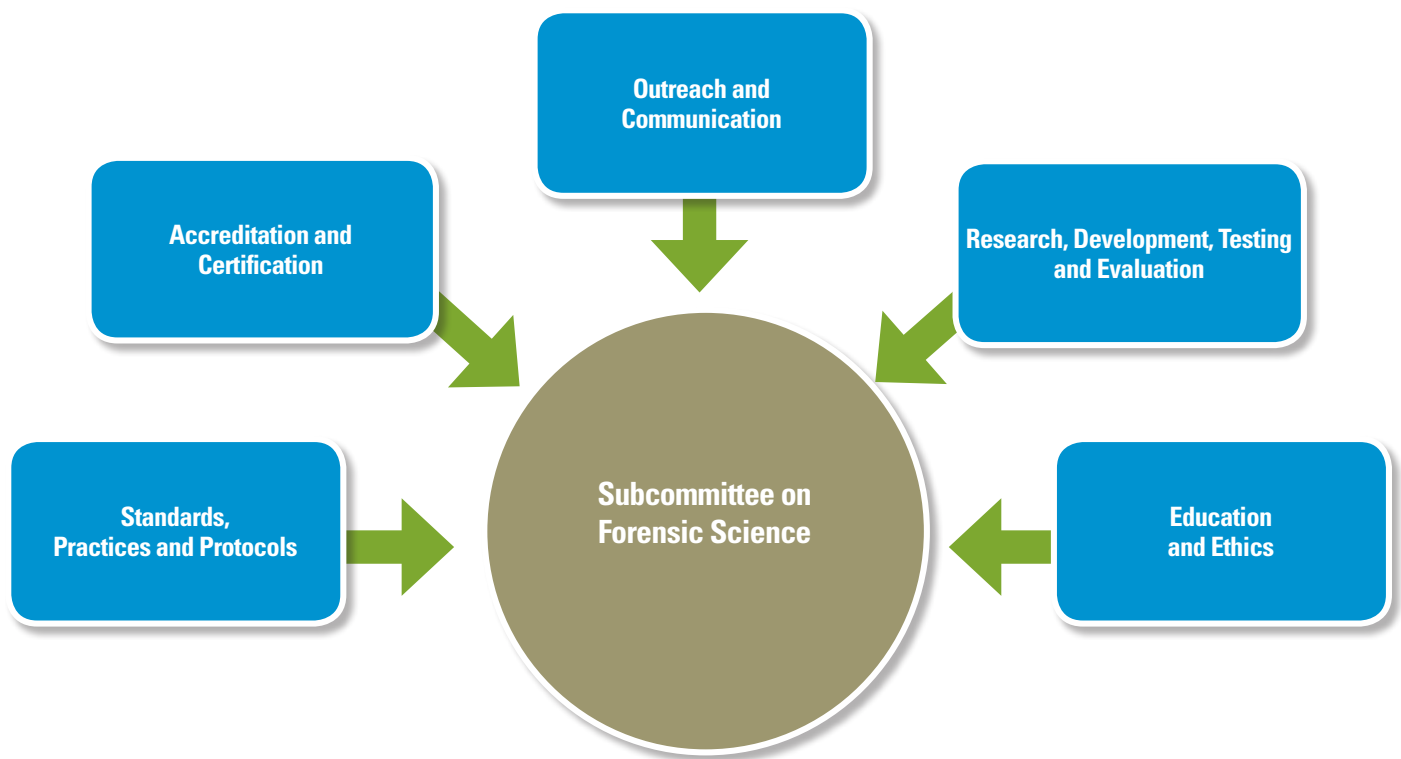 Outreach and
Communication
Accreditation and
Certification
Research, Development, Testing
and Evaluation
Standards,
Practices and Protocols
Subcommittee on
Forensic Science
Education
and Ethics